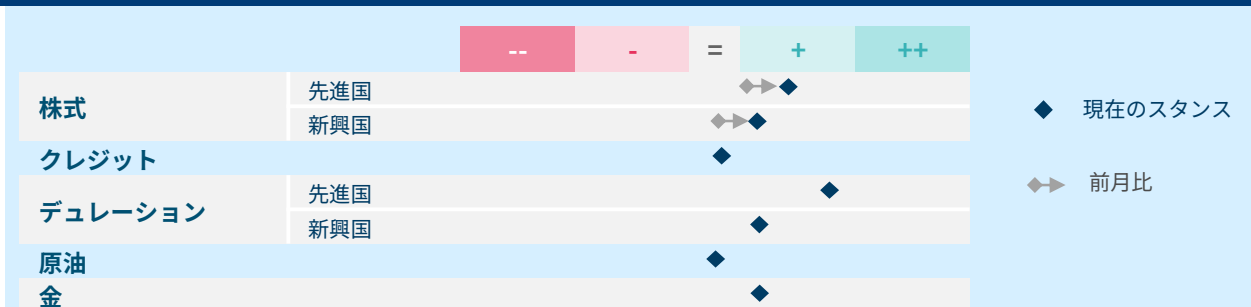 -- - = + ++
株式
先進国
新興国
クレジット
デュレーション
先進国
新興国
原油
金
現在のスタンス
前月比